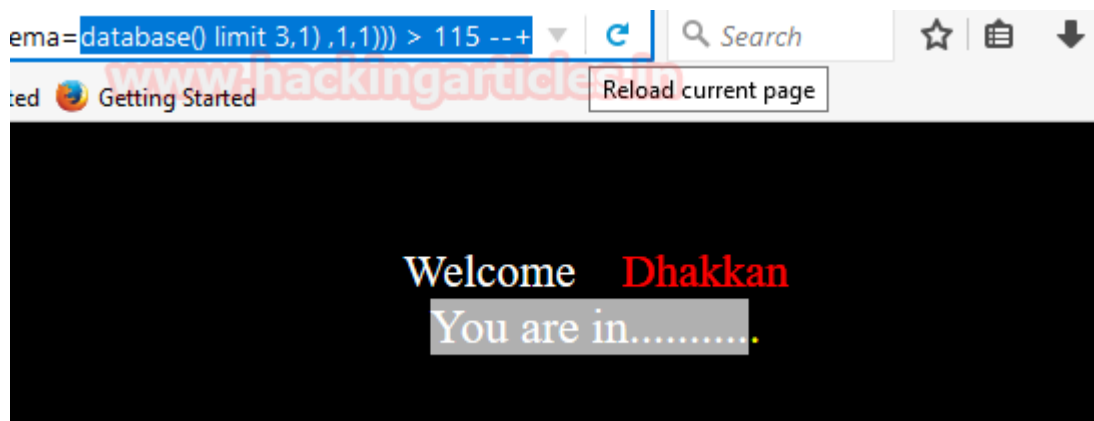 ema=database() limit 3,1) ,1,1))) > 115 --+ Search
www.hackingarticles.in
ted Getting Started Reload current page
Welcome Dhakkan
You are in...........